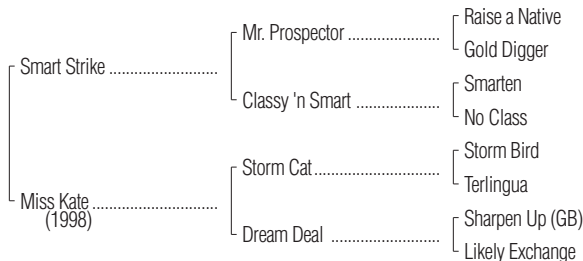 Raise a Native
Mr. Prospector ....................
Gold Digger
Smart Strike ........................
Smarten
Classy 'n Smart ..................
No Class
Storm Bird
Storm Cat..........................
Terlingua
Miss Kate............................
(1998)
Sharpen Up (GB)
Dream Deal ......................
Likely Exchange